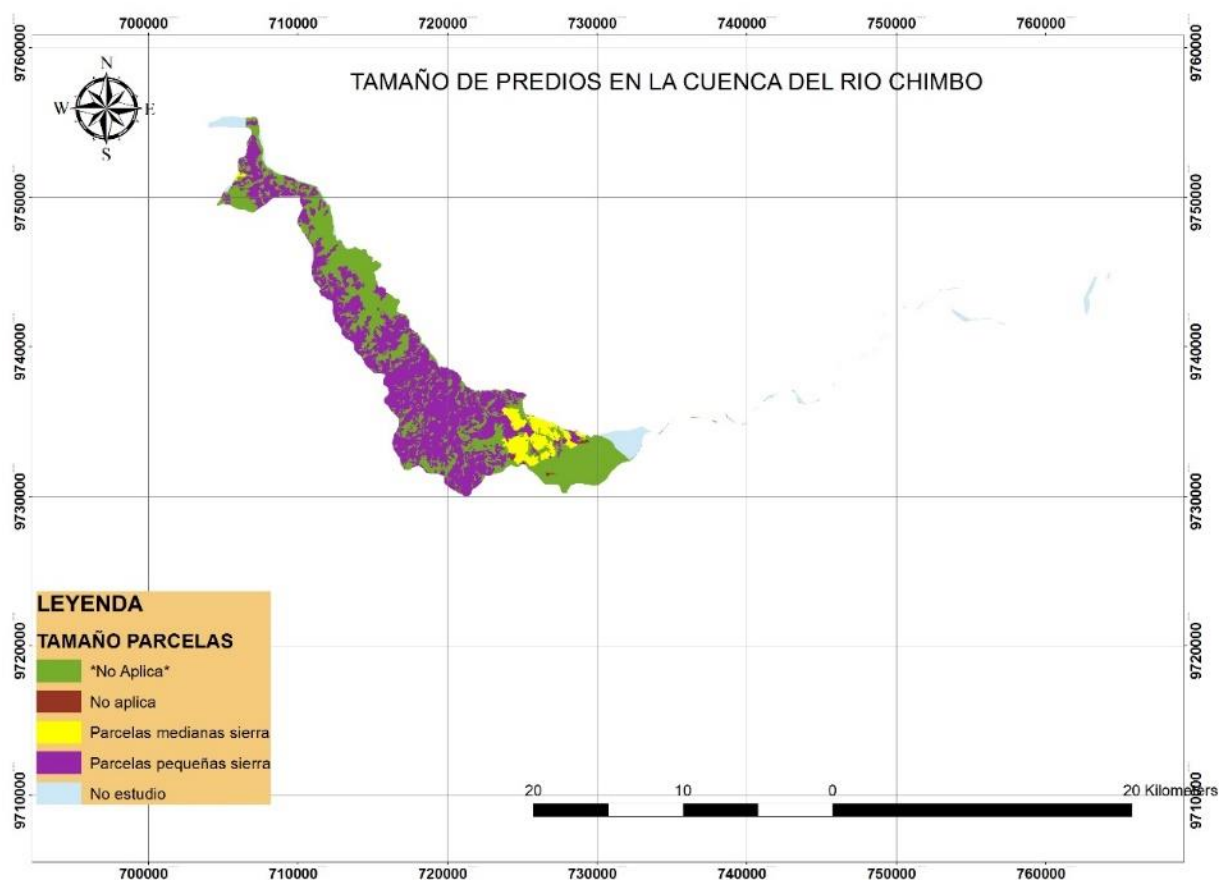 700000 710000 720000 730000 740000 750000 760000
9760000 9760000
N
W E
S
TAMAÑO DE PREDIOS EN LA CUENCA DEL RIO CHIMBO
9750000 9750000
9740000 9740000
9730000 9730000
9720000 9720000
9710000 9710000
LEYENDA
TAMAÑO PARCELAS
*No Aplica*
No aplica
Parcelas medianas sierra
Parcelas pequeñas sierra
No estudio
20 10 0 20 Kilometers
700000 710000 720000 730000 740000 750000 760000